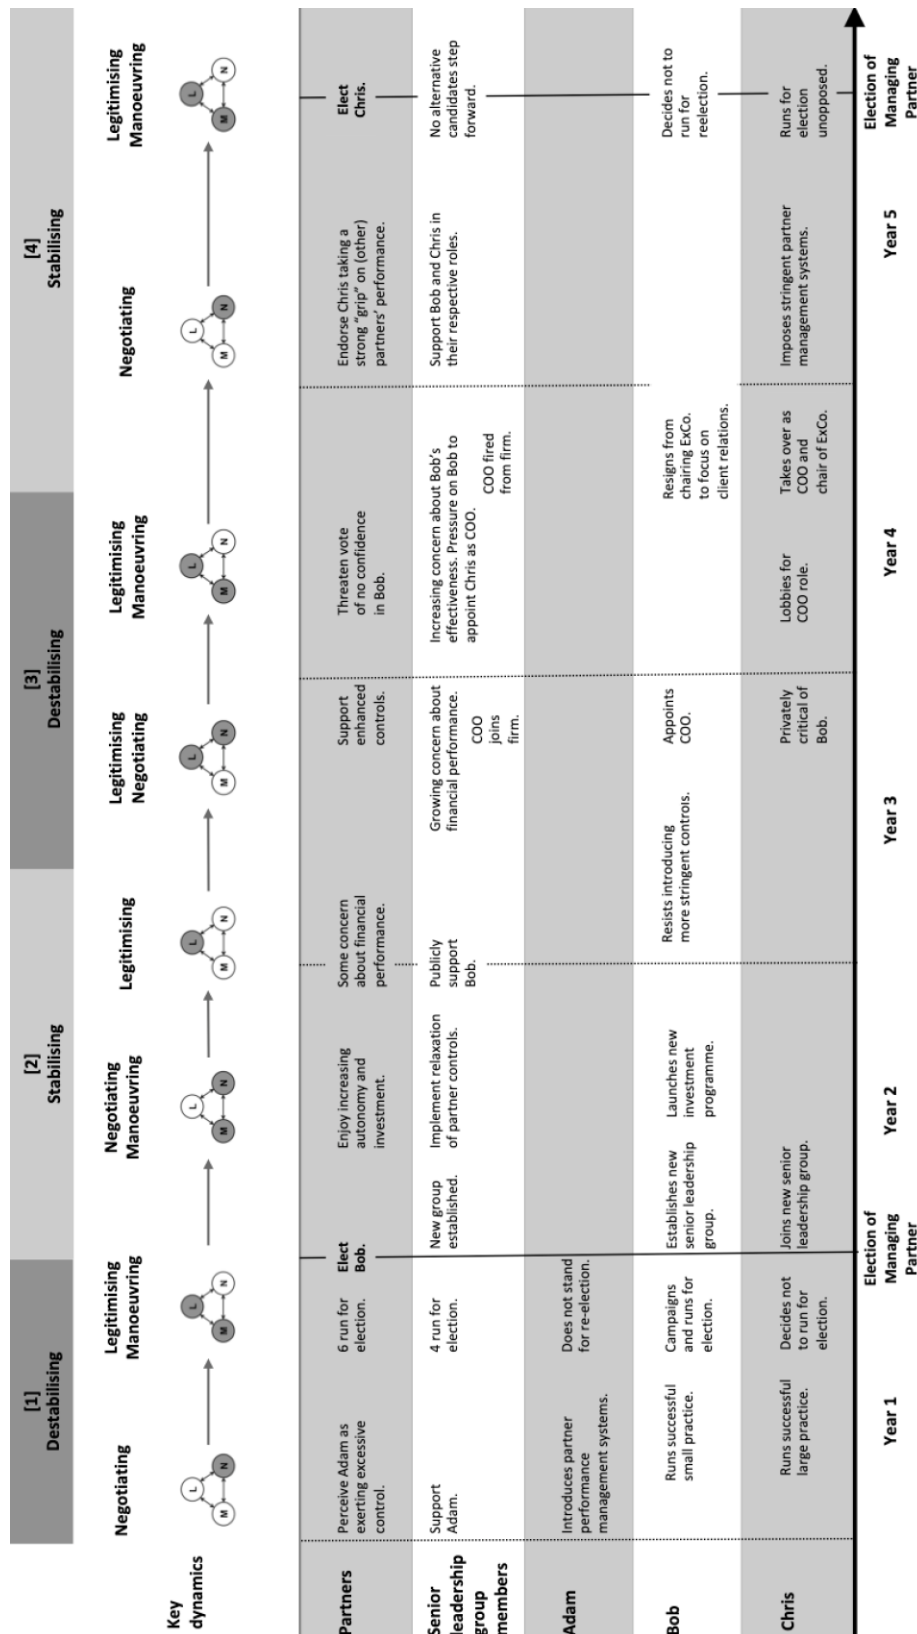 [1]
Destabilising
[2]
Stabilising
[3]
Destabilising
[4]
Stabilising
Key
dynamics
Negotiating
L
M
N
Legitimising
Manoeuvring
L
M
N
Negotiating
Manoeuvring
L
M
N
Legitimising
L
M
N
Legitimising
Negotiating
L
M
N
Legitimising
Manoeuvring
L
M
N
Negotiating
L
M
N
Legitimising
Manoeuvring
L
M
N
Partners
Perceive Adam as
exerting excessive
control.
6 run for
election.
Elect
Bob.
Enjoy increasing
autonomy and
investment.
Some concern
about financial
performance.
Support
enhanced
controls.
Threaten vote
of no confidence
in Bob.
Endorse Chris taking a
strong "grip" on (other)
partners' performance.
Elect
Chris.
Senior
leadership
group
members
Support
Adam.
4 run for
election.
New group
established.
Implement relaxation
of partner controls.
Publicly
support
Bob.
Growing concern about
financial performance.
COO
joins
firm.
Increasing concern about Bob's
effectiveness. Pressure on Bob to
appoint Chris as COO.
COO fired
from firm.
Support Bob and Chris in
their respective roles.
No alternative
candidates step
forward.
Adam
Introduces partner
performance
management systems.
Does not stand
for re-election.
Bob
Runs successful
small practice.
Campaigns
and runs for
election.
Establishes new
senior leadership
group.
Launches new
investment
programme.
Resists introducing
more stringent controls.
Appoints
COO.
Resigns from
chairing ExCo.
to focus on
client relations.
Decides not to
run for
reelection.
Chris
Runs successful
large practice.
Decides not
to run for
election.
Joins new senior
leadership group.
Privately
critical of
Bob.
Lobbies for
COO role.
Takes over as
COO and
chair of ExCo.
Imposes stringent partner
management systems.
Runs for
election
unopposed.
Year 1
Election of
Managing
Partner
Year 2
Year 3
Year 4
Year 5
Election of
Managing
Partner